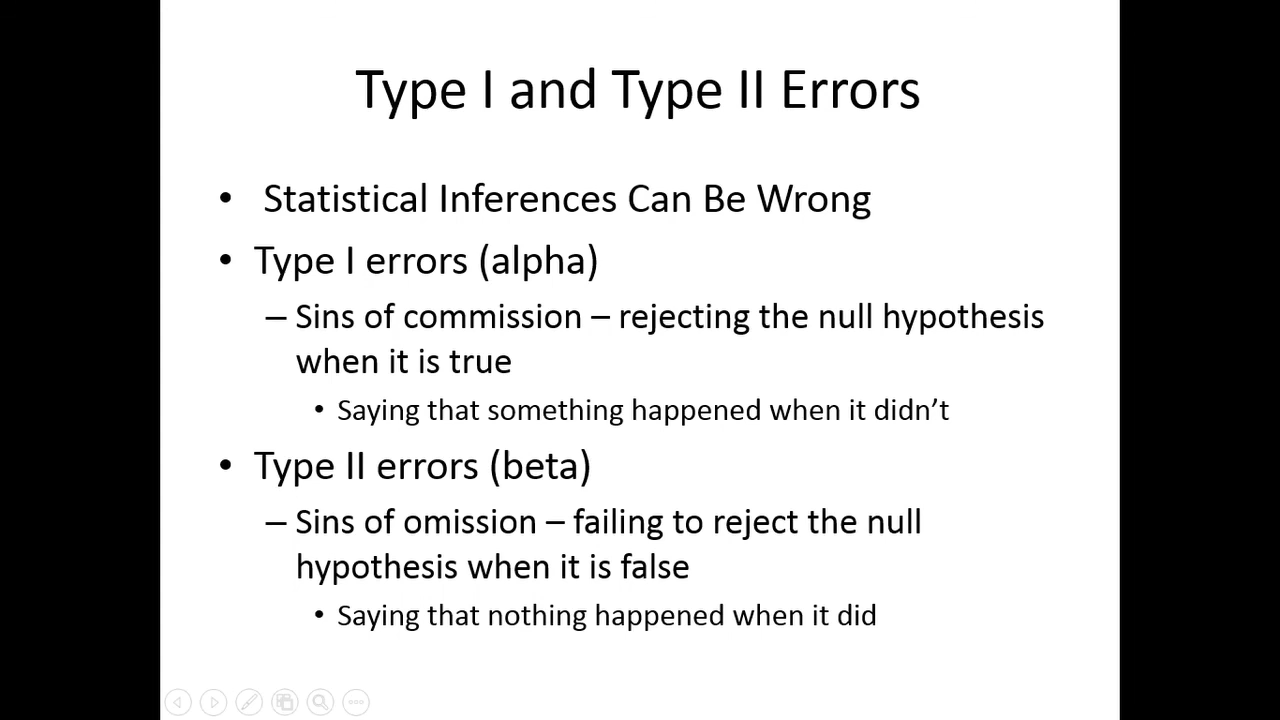 Type I and Type II Errors
• Statistical Inferences Can Be Wrong
• Type I errors (alpha)
– Sins of commission – rejecting the null hypothesis
when it is true
• Saying that something happened when it didn’t
• Type II errors (beta)
– Sins of omission – failing to reject the null
hypothesis when it is false
• Saying that nothing happened when it did